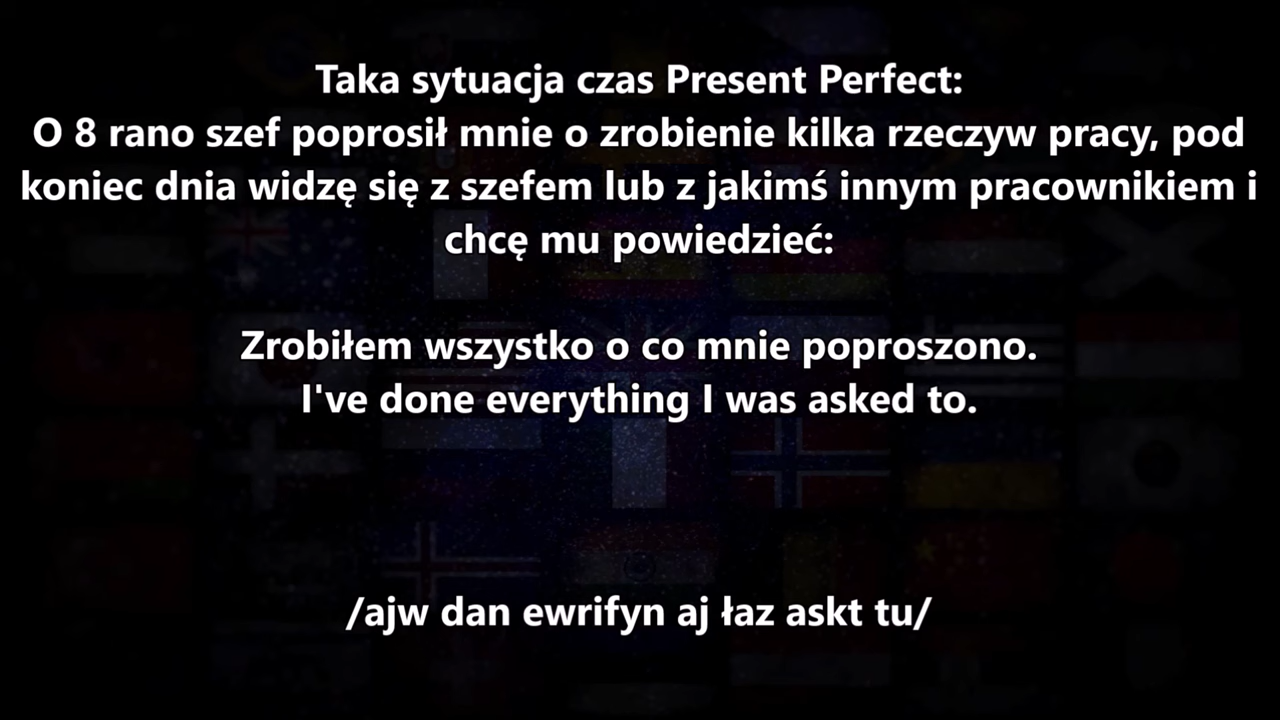 Taka sytuacja czas Present Perfect:
O 8 rano szef poprosił mnie o zrobienie kilka rzeczyw pracy, pod
koniec dnia widzę się z szefem lub z jakimś innym pracownikiem i
chcę mu powiedzieć:
Zrobiłem wszystko o co mnie poproszono.
I've done everything I was asked to.
/ajw dan ewrifyn aj łaz askt tu/